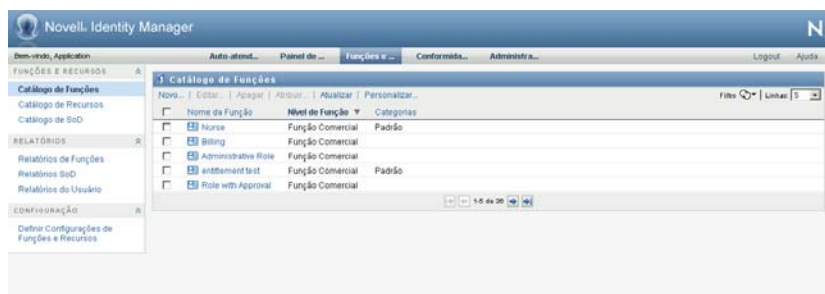 Novell® Identity Manager
N
Bem-vindo, Application
Auto-atend... Painel de ... Funções e ... Conformida... Administra... Logout Ajuda
FUNÇÕES E RECURSOS
Catálogo de Funções
Catálogo de Recursos
Catálogo de SoD
RELATÓRIOS
Relatórios de Funções
Relatórios SoD
Relatórios do Usuário
CONFIGURAÇÃO
Definir Configurações de
Funções e Recursos
Catálogo de Funções
Novo... | Editar... | Apagar | Atribuir... | Atualizar | Personalizar... Filtro | Linhas: 5
Nome da Função Nível de Função Categorias
Nurse Função Comercial Padrão
Billing Função Comercial
Administrative Role Função Comercial
entitlement test Função Comercial Padrão
Role with Approval Função Comercial
1-5 de 26